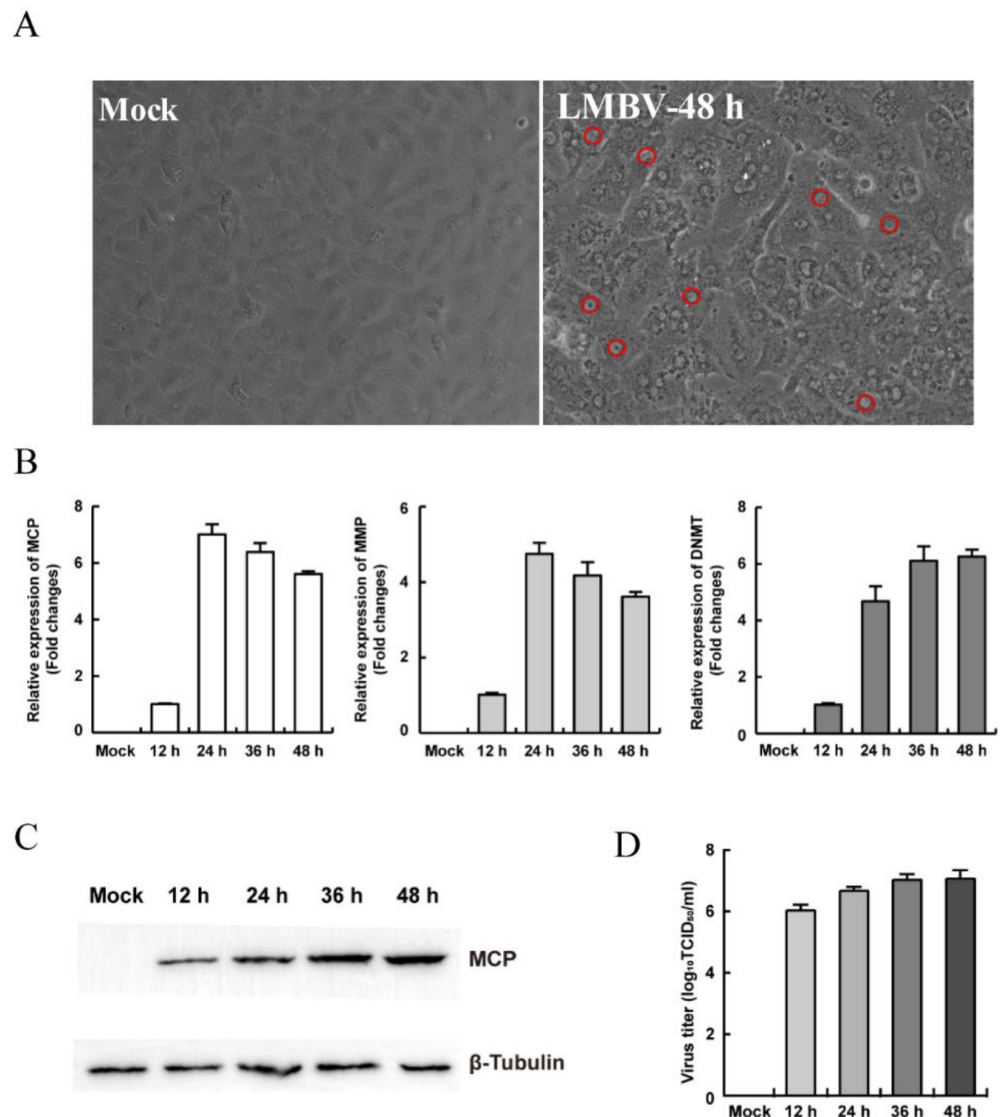 A
Mock
LMBV-48 h
B
Relative expression of MCP
(Fold changes)
8
6
4
2
0
Mock 12 h 24 h 36 h 48 h
Relative expression of MMP
(Fold changes)
6
4
2
0
Mock 12 h 24 h 36 h 48 h
Relative expression of DNMT
(Fold changes)
8
6
4
2
0
Mock 12 h 24 h 36 h 48 h
C
Mock 12 h 24 h 36 h 48 h
MCP
β-Tubulin
D
Virus titer (log₁₀TCID₅₀/ml)
8
6
4
2
0
Mock 12 h 24 h 36 h 48 h